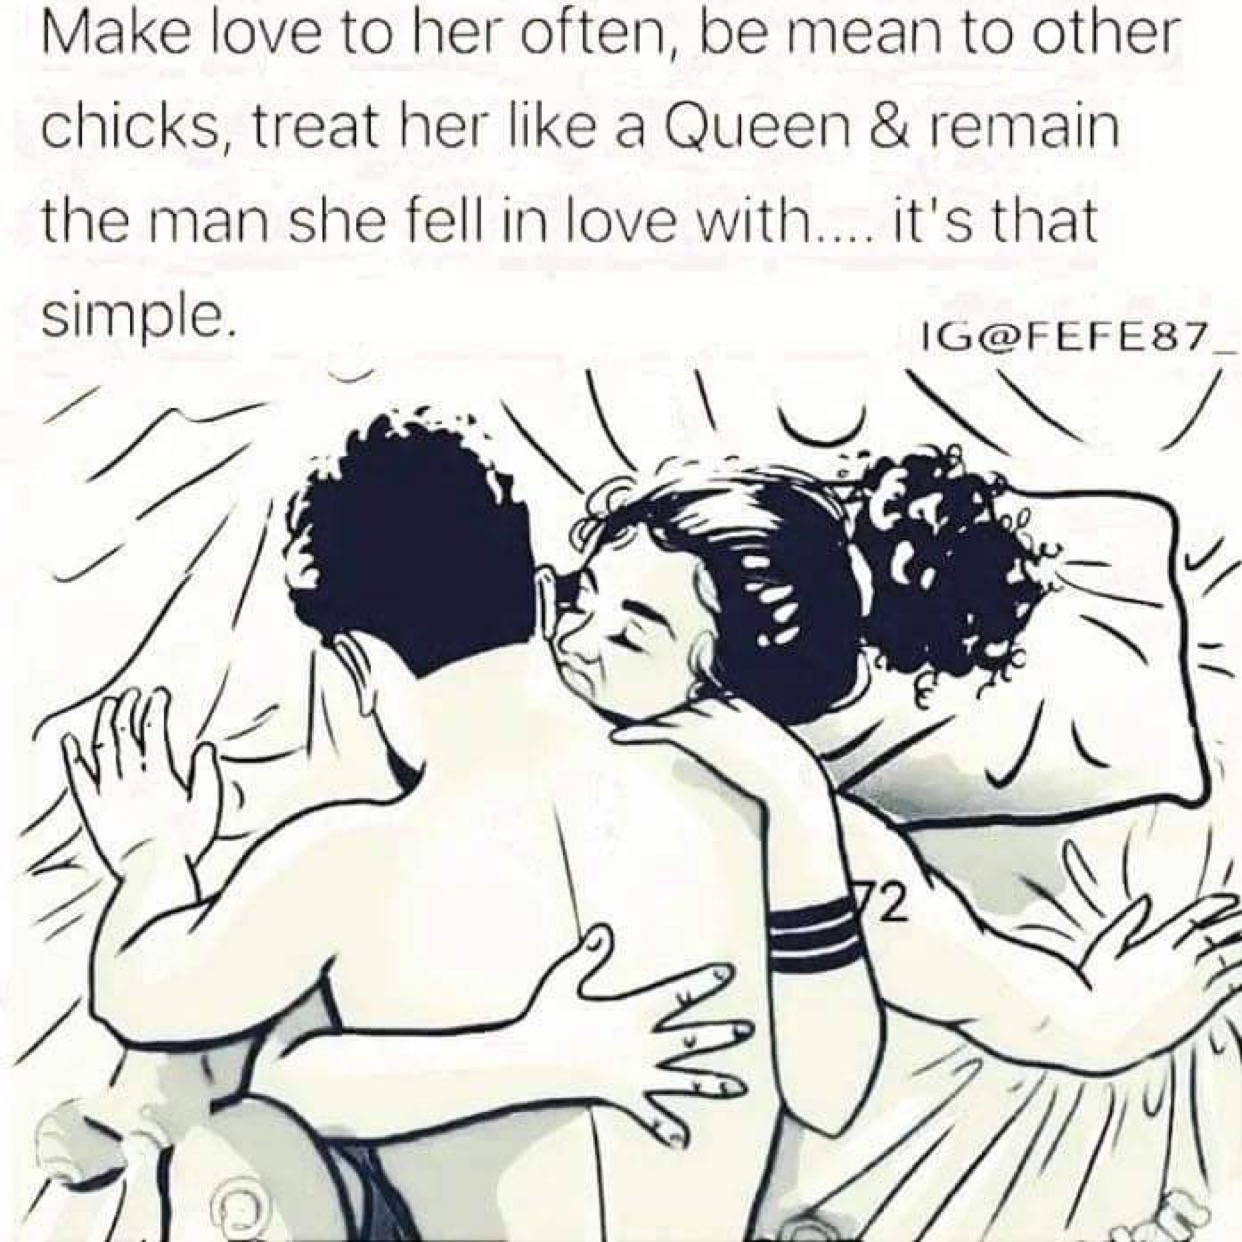 Make love to her often, be mean to other
chicks, treat her like a Queen & remain
the man she fell in love with.... it's that
simple.
IG@FEFE87_
72